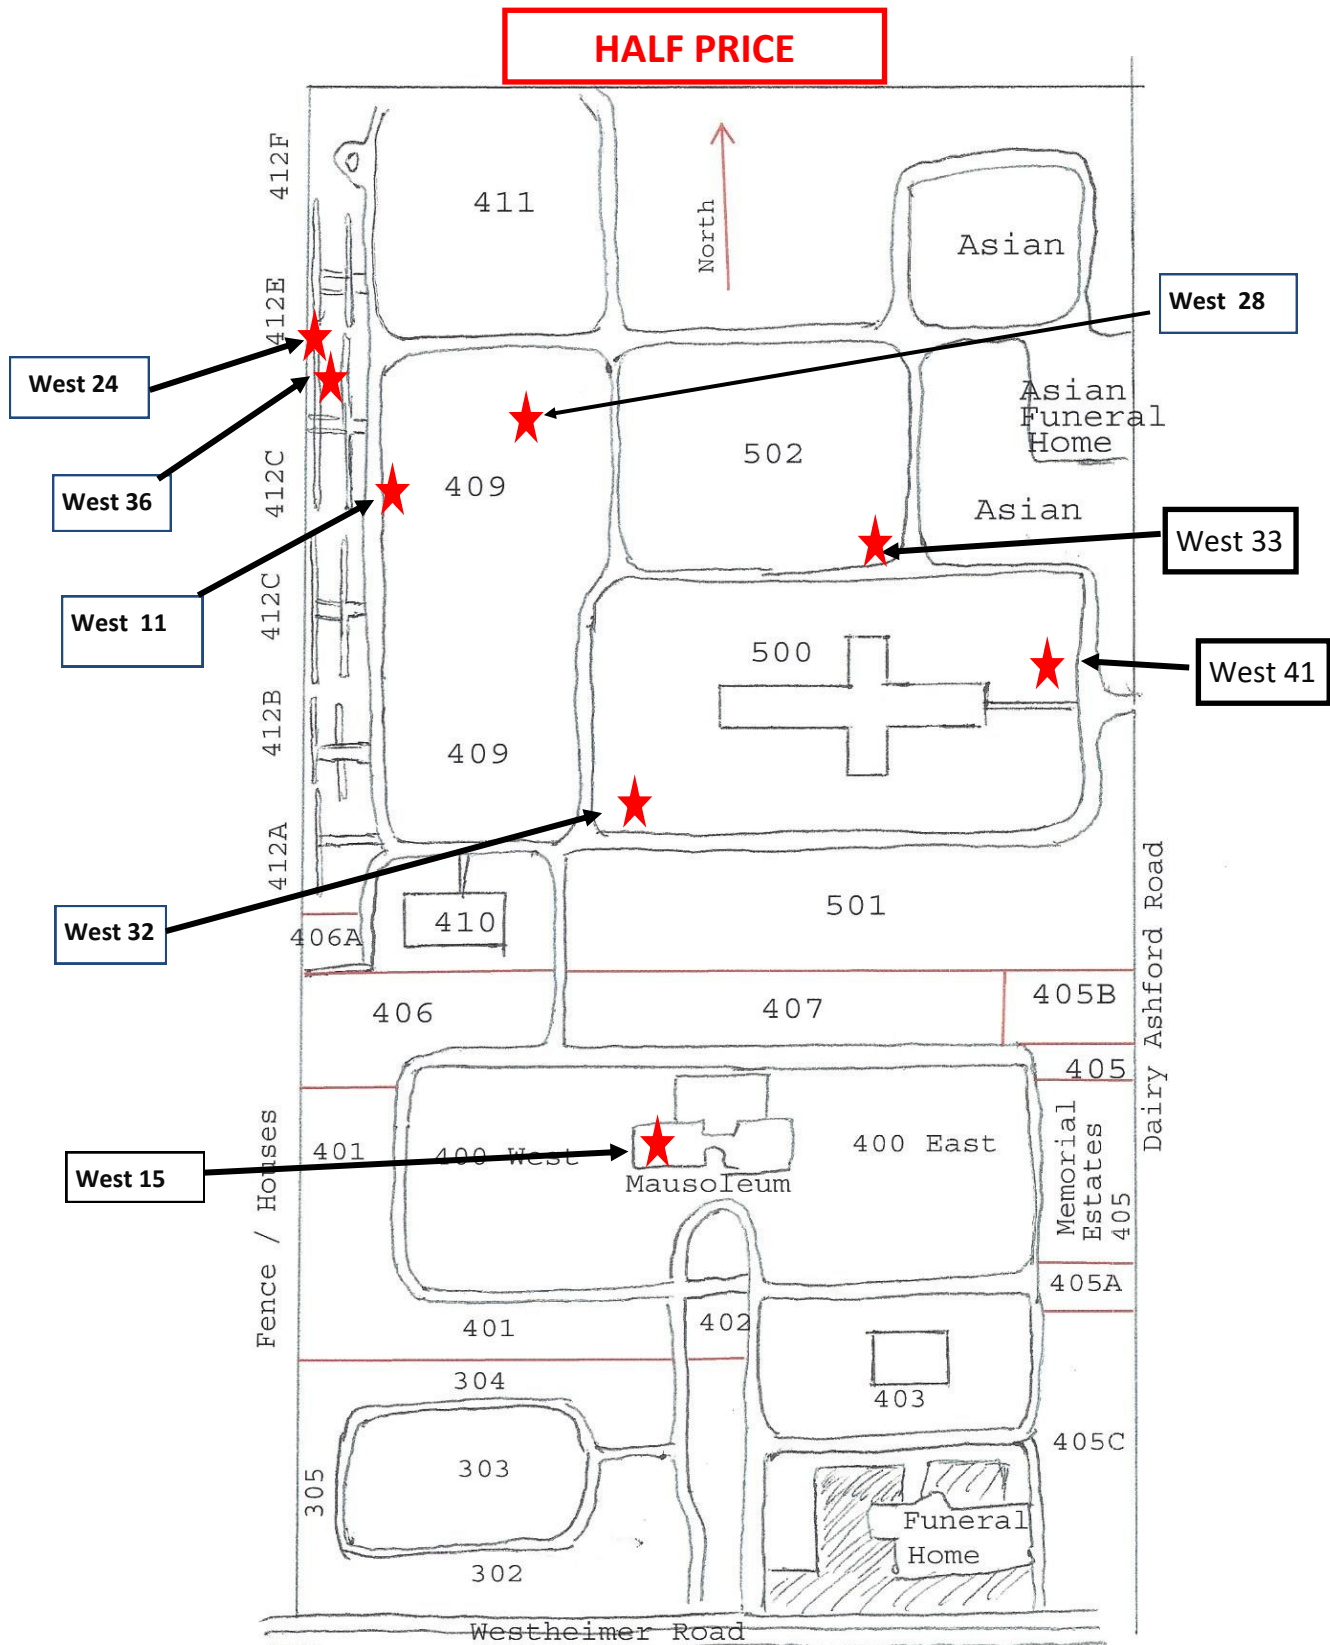 HALF PRICE
412F
411
North
Asian
412E
West 28
West 24
Asian
Funeral
Home
502
409
412C
West 36
Asian
West 33
412C
West 11
500
West 41
412B
409
412A
501
410
West 32
406A
Dairy Ashford Road
405B
406
407
405
401
400 West
400 East
Memorial
Estates
405
Fence / Houses
West 15
Mausoleum
405A
401
402
304
403
405C
303
305
Funeral
Home
302
Westheimer Road